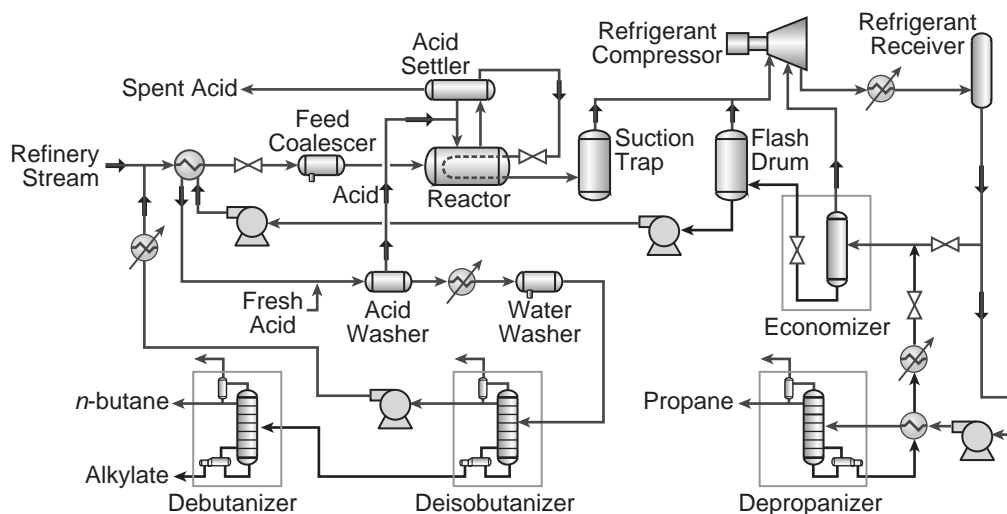 Refrigerant
Compressor
Refrigerant
Receiver
Acid
Settler
Spent Acid
Feed
Coalescer
Suction
Trap
Flash
Drum
Refinery
Stream
Acid
Reactor
Fresh
Acid
Acid
Washer
Water
Washer
Economizer
n-butane
Propane
Alkylate
Debutanizer
Deisobutanizer
Depropanizer